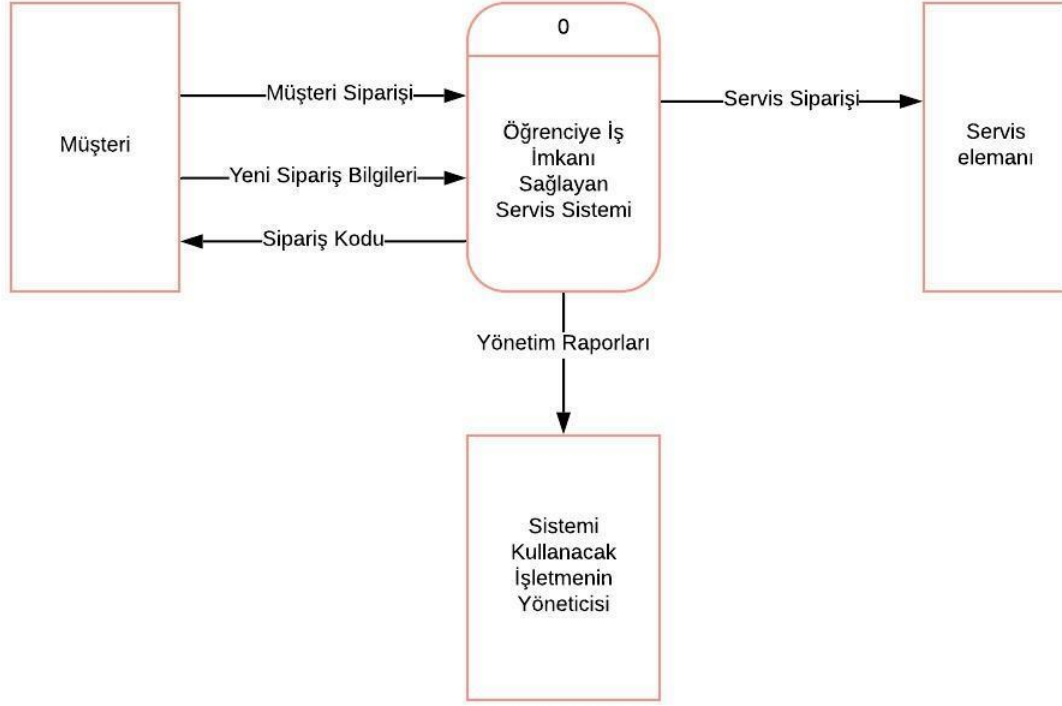 0
Müşteri Siparişi
Servis Siparişi
Müşteri
Öğrenciye İş
İmkanı
Sağlayan
Servis Sistemi
Servis
elemanı
Yeni Sipariş Bilgileri
Sipariş Kodu
Yönetim Raporları
Sistemi
Kullanacak
İşletmenin
Yöneticisi